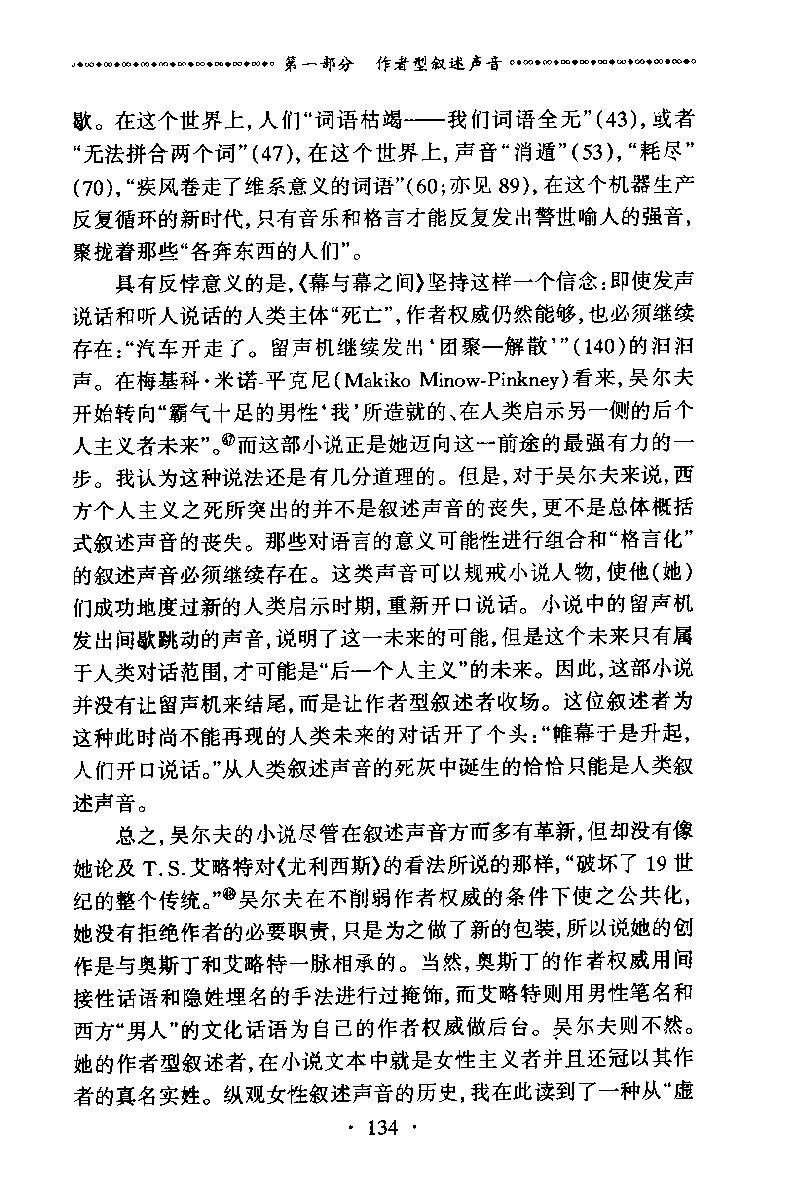 第一部分 作者型叙述声音
歇。在这个世界上,人们“词语枯竭——我们词语全无”(43),或者
“无法拼合两个词”(47),在这个世界上,声音“消遁”(53),“耗尽”
(70),“疾风卷走了维系意义的词语”(60;亦见 89),在这个机器生产
反复循环的新时代,只有音乐和格言才能反复发出警世喻人的强音,
聚拢着那些“各奔东西的人们”。
具有反悖意义的是,《幕与幕之间》坚持这样一个信念:即使发声
说话和听人说话的人类主体“死亡”,作者权威仍然能够,也必须继续
存在:“汽车开走了。留声机继续发出‘团聚—解散’”(140)的汩汩
声。在梅基科·米诺-平克尼(Makiko Minow-Pinkney)看来,吴尔夫
开始转向“霸气十足的男性‘我’所造就的、在人类启示另一侧的后个
人主义者未来”。㊼而这部小说正是她迈向这一前途的最强有力的一
步。我认为这种说法还是有几分道理的。但是,对于吴尔夫来说,西
方个人主义之死所突出的并不是叙述声音的丧失,更不是总体概括
式叙述声音的丧失。那些对语言的意义可能性进行组合和“格言化”
的叙述声音必须继续存在。这类声音可以规戒小说人物,使他(她)
们成功地度过新的人类启示时期,重新开口说话。小说中的留声机
发出间歇跳动的声音,说明了这一未来的可能,但是这个未来只有属
于人类对话范围,才可能是“后一个人主义”的未来。因此,这部小说
并没有让留声机来结尾,而是让作者型叙述者收场。这位叙述者为
这种此时尚不能再现的人类未来的对话开了个头:“帷幕于是升起,
人们开口说话。”从人类叙述声音的死灰中诞生的恰恰只能是人类叙
述声音。
总之,吴尔夫的小说尽管在叙述声音方面多有革新,但却没有像
她论及 T.S.艾略特对《尤利西斯》的看法所说的那样,“破坏了 19 世
纪的整个传统。”㊽吴尔夫在不削弱作者权威的条件下使之公共化,
她没有拒绝作者的必要职责,只是为之做了新的包装,所以说她的创
作是与奥斯丁和艾略特一脉相承的。当然,奥斯丁的作者权威用间
接性话语和隐姓埋名的手法进行过掩饰,而艾略特则用男性笔名和
西方“男人”的文化话语为自己的作者权威做后台。吴尔夫则不然。
她的作者型叙述者,在小说文本中就是女性主义者并且还冠以其作
者的真名实姓。纵观女性叙述声音的历史,我在此读到了一种从“虚
· 134 ·